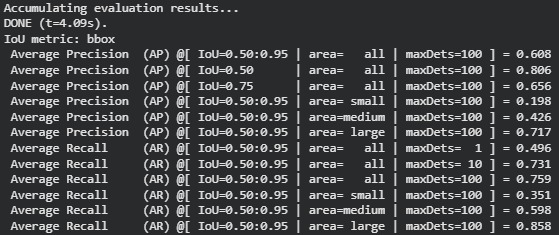 Accumulating evaluation results...
DONE (t=4.09s).
IoU metric: bbox
 Average Precision  (AP) @[ IoU=0.50:0.95 | area=   all | maxDets=100 ] = 0.608
 Average Precision  (AP) @[ IoU=0.50      | area=   all | maxDets=100 ] = 0.806
 Average Precision  (AP) @[ IoU=0.75      | area=   all | maxDets=100 ] = 0.656
 Average Precision  (AP) @[ IoU=0.50:0.95 | area= small | maxDets=100 ] = 0.198
 Average Precision  (AP) @[ IoU=0.50:0.95 | area=medium | maxDets=100 ] = 0.426
 Average Precision  (AP) @[ IoU=0.50:0.95 | area= large | maxDets=100 ] = 0.717
 Average Recall     (AR) @[ IoU=0.50:0.95 | area=   all | maxDets=  1 ] = 0.496
 Average Recall     (AR) @[ IoU=0.50:0.95 | area=   all | maxDets= 10 ] = 0.731
 Average Recall     (AR) @[ IoU=0.50:0.95 | area=   all | maxDets=100 ] = 0.759
 Average Recall     (AR) @[ IoU=0.50:0.95 | area= small | maxDets=100 ] = 0.351
 Average Recall     (AR) @[ IoU=0.50:0.95 | area=medium | maxDets=100 ] = 0.598
 Average Recall     (AR) @[ IoU=0.50:0.95 | area= large | maxDets=100 ] = 0.858